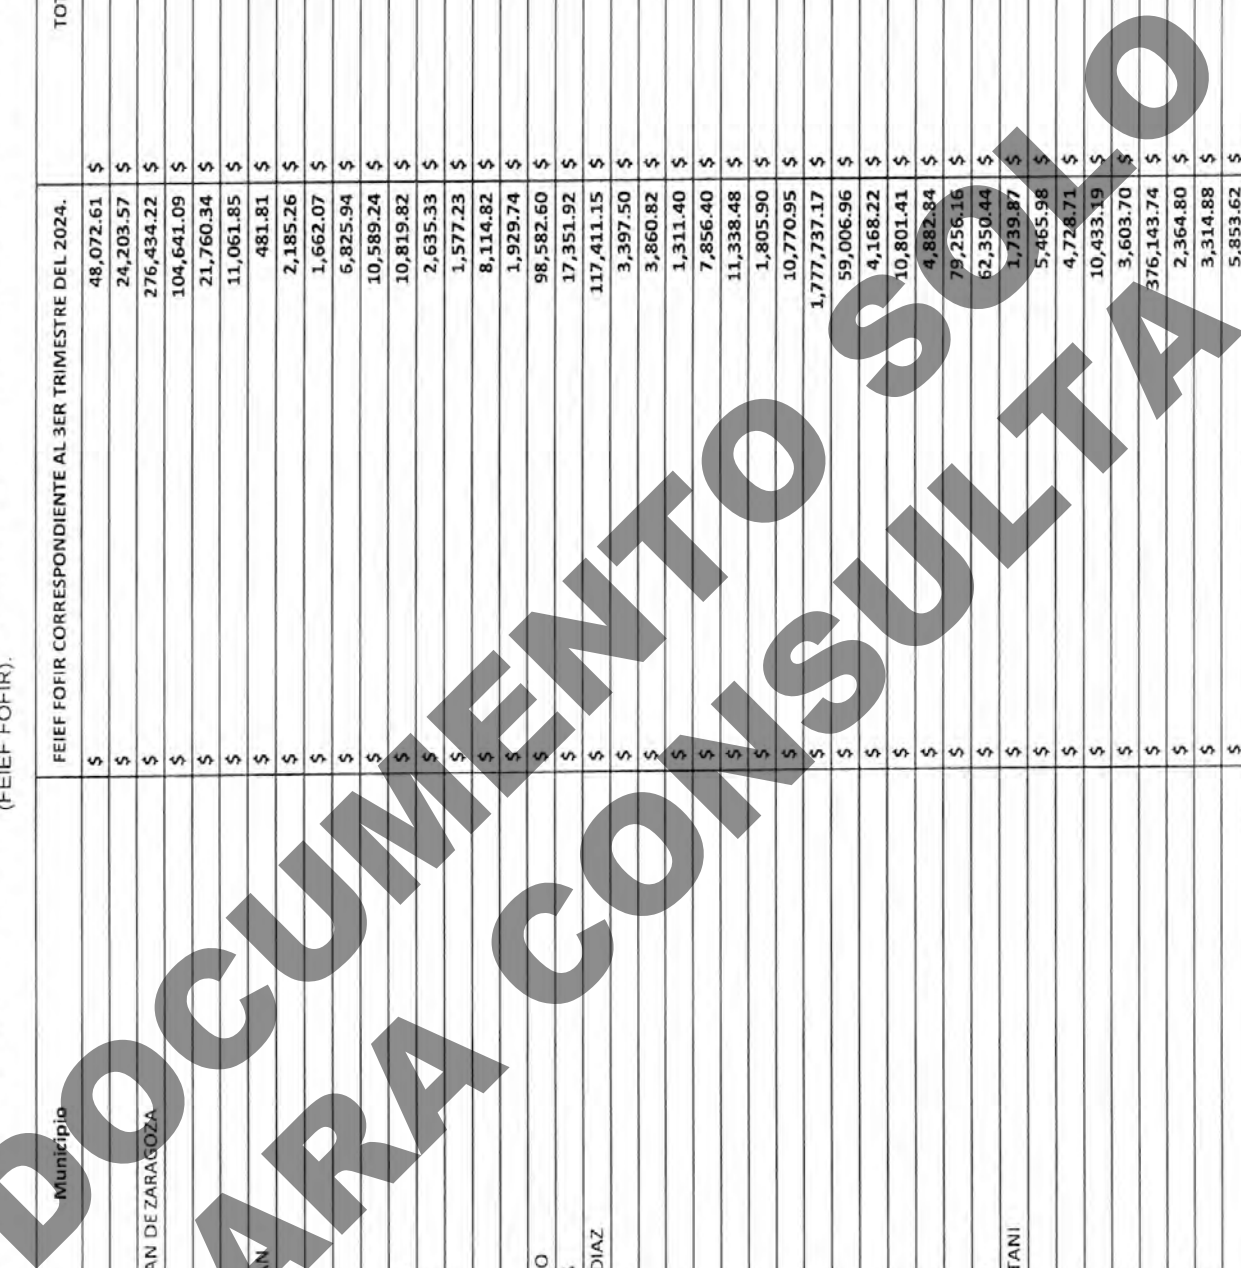 (FEIEF FOFIR).
Municipio FEIEF FOFIR CORRESPONDIENTE AL 3ER TRIMESTRE DEL 2024. TOT
$ 48,072.61 $
$ 24,203.57 $
AN DE ZARAGOZA $ 276,434.22 $
$ 104,641.09 $
$ 21,760.34 $
$ 11,061.85 $
AN $ 481.81 $
$ 2,185.26 $
$ 1,662.07 $
$ 6,825.94 $
$ 10,589.24 $
$ 10,819.82 $
$ 2,635.33 $
$ 1,577.23 $
$ 8,114.82 $
$ 1,929.74 $
O $ 98,582.60 $
$ 17,351.92 $
DIAZ $ 117,411.15 $
$ 3,397.50 $
$ 3,860.82 $
$ 1,311.40 $
$ 7,856.40 $
$ 11,338.48 $
$ 1,805.90 $
$ 10,770.95 $
$ 1,777,737.17 $
$ 59,006.96 $
$ 4,168.22 $
$ 10,801.41 $
$ 4,882.84 $
$ 79,256.16 $
$ 62,350.44 $
TANI $ 1,739.87 $
$ 5,465.98 $
$ 4,728.71 $
$ 10,433.19 $
$ 3,603.70 $
$ 376,143.74 $
$ 2,364.80 $
$ 3,314.88 $
$ 5,853.62 $
DOCUMENTO SOLO
ARA CONSULTA